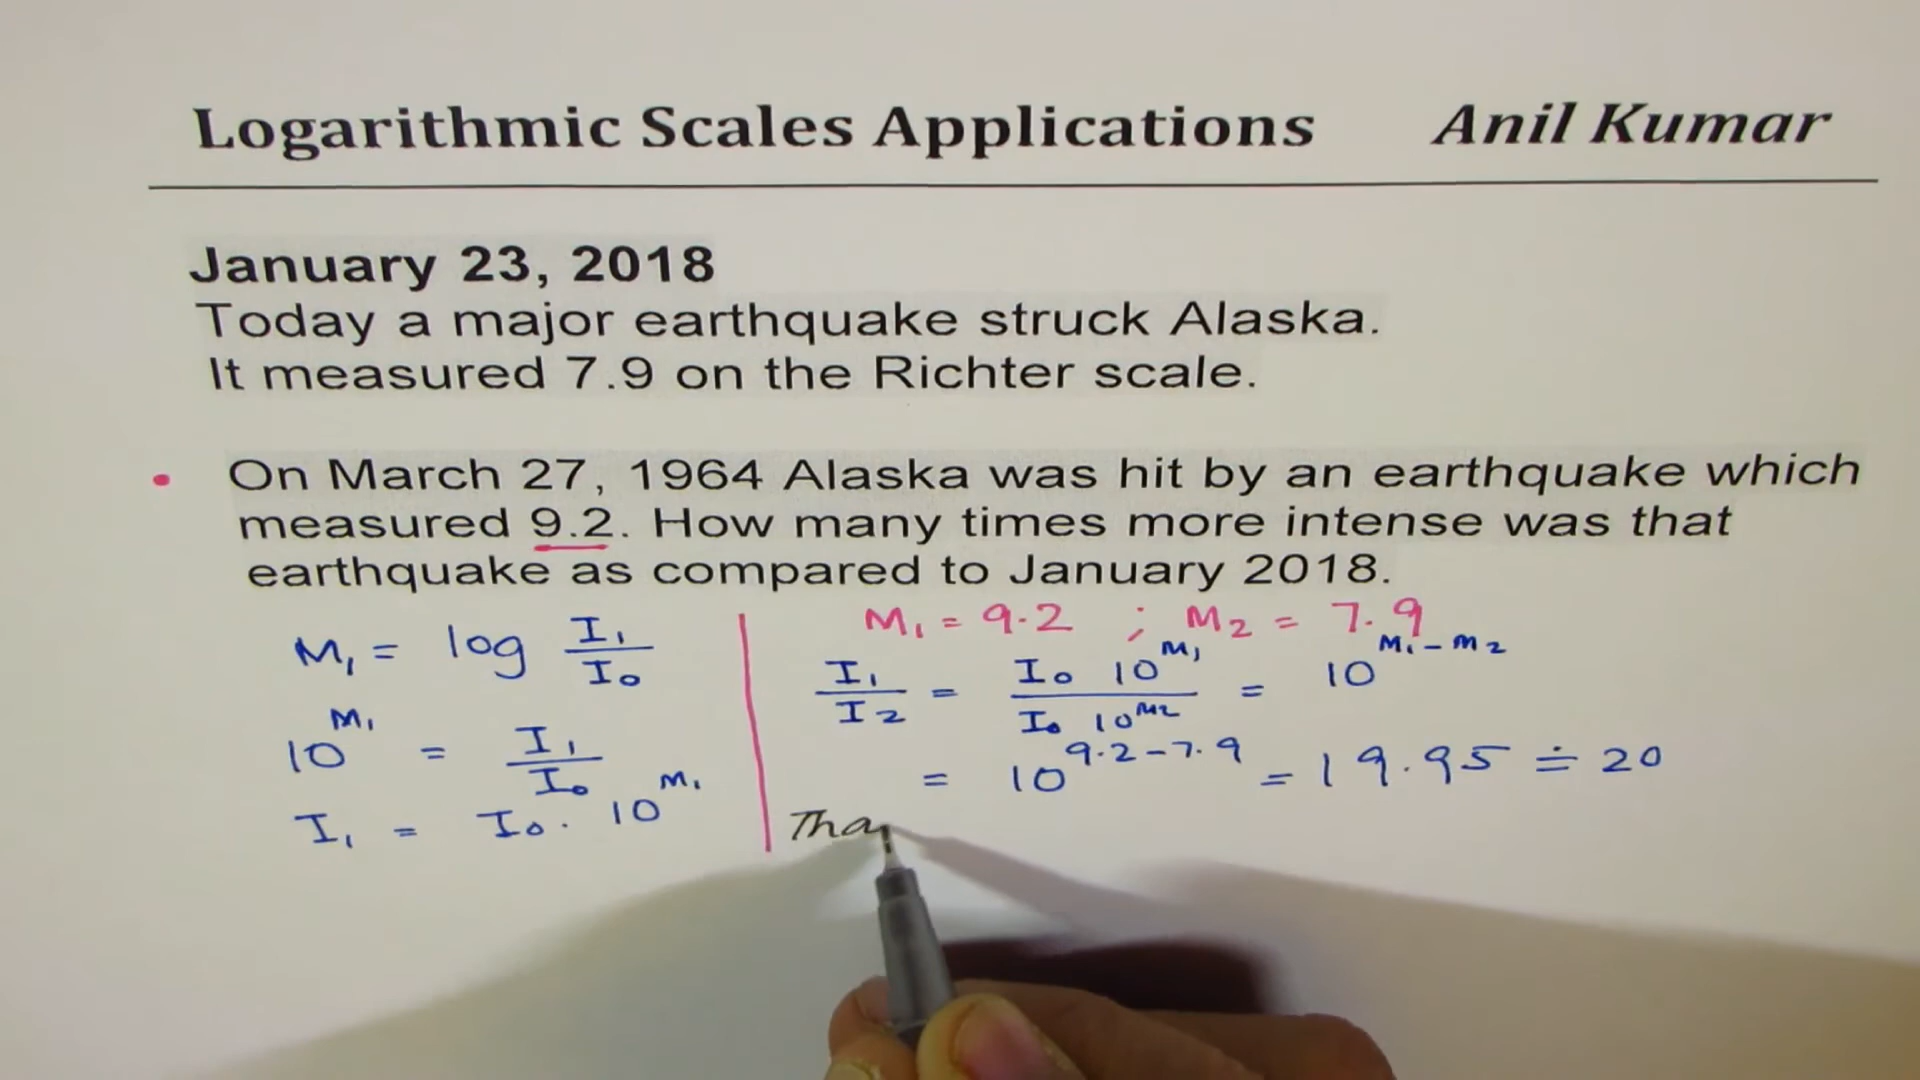 Logarithmic Scales Applications Anil Kumar
January 23, 2018
Today a major earthquake struck Alaska.
It measured 7.9 on the Richter scale.
• On March 27, 1964 Alaska was hit by an earthquake which
measured 9.2. How many times more intense was that
earthquake as compared to January 2018.
M₁ = log I₁/I₀
10^M₁ = I₁/I₀
I₁ = I₀ · 10^M₁
M₁ = 9.2 ; M₂ = 7.9
I₁/I₂ = I₀ 10^M₁ / I₀ 10^M₂ = 10^M₁-M₂
= 10^9.2-7.9 = 19.95 ≐ 20
Tha